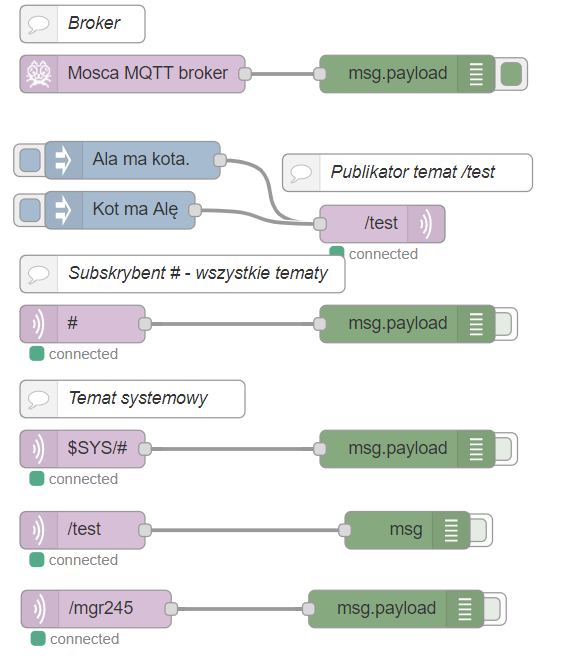 Broker
Mosca MQTT broker
msg.payload
Ala ma kota.
Publikator temat /test
Kot ma Alę
/test
connected
Subskrybent # - wszystkie tematy
#
msg.payload
connected
Temat systemowy
$SYS/#
msg.payload
connected
/test
msg
connected
/mgr245
msg.payload
connected